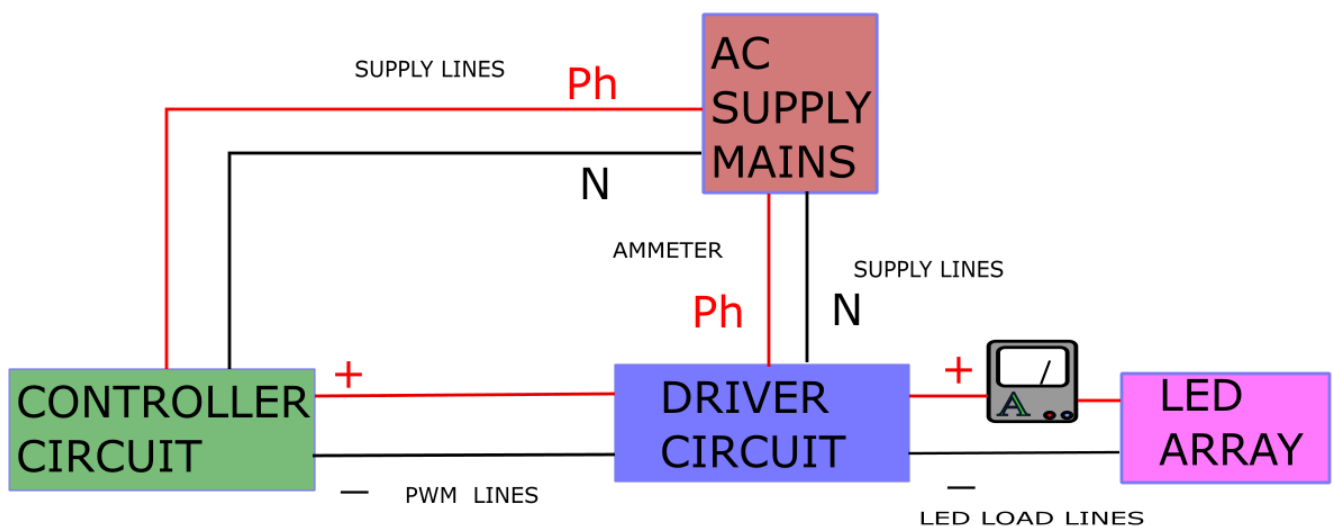 AC
SUPPLY
MAINS
SUPPLY LINES
Ph
N
AMMETER
SUPPLY LINES
Ph
N
CONTROLLER
CIRCUIT
+
−
PWM LINES
DRIVER
CIRCUIT
+
−
A
LED
ARRAY
LED LOAD LINES